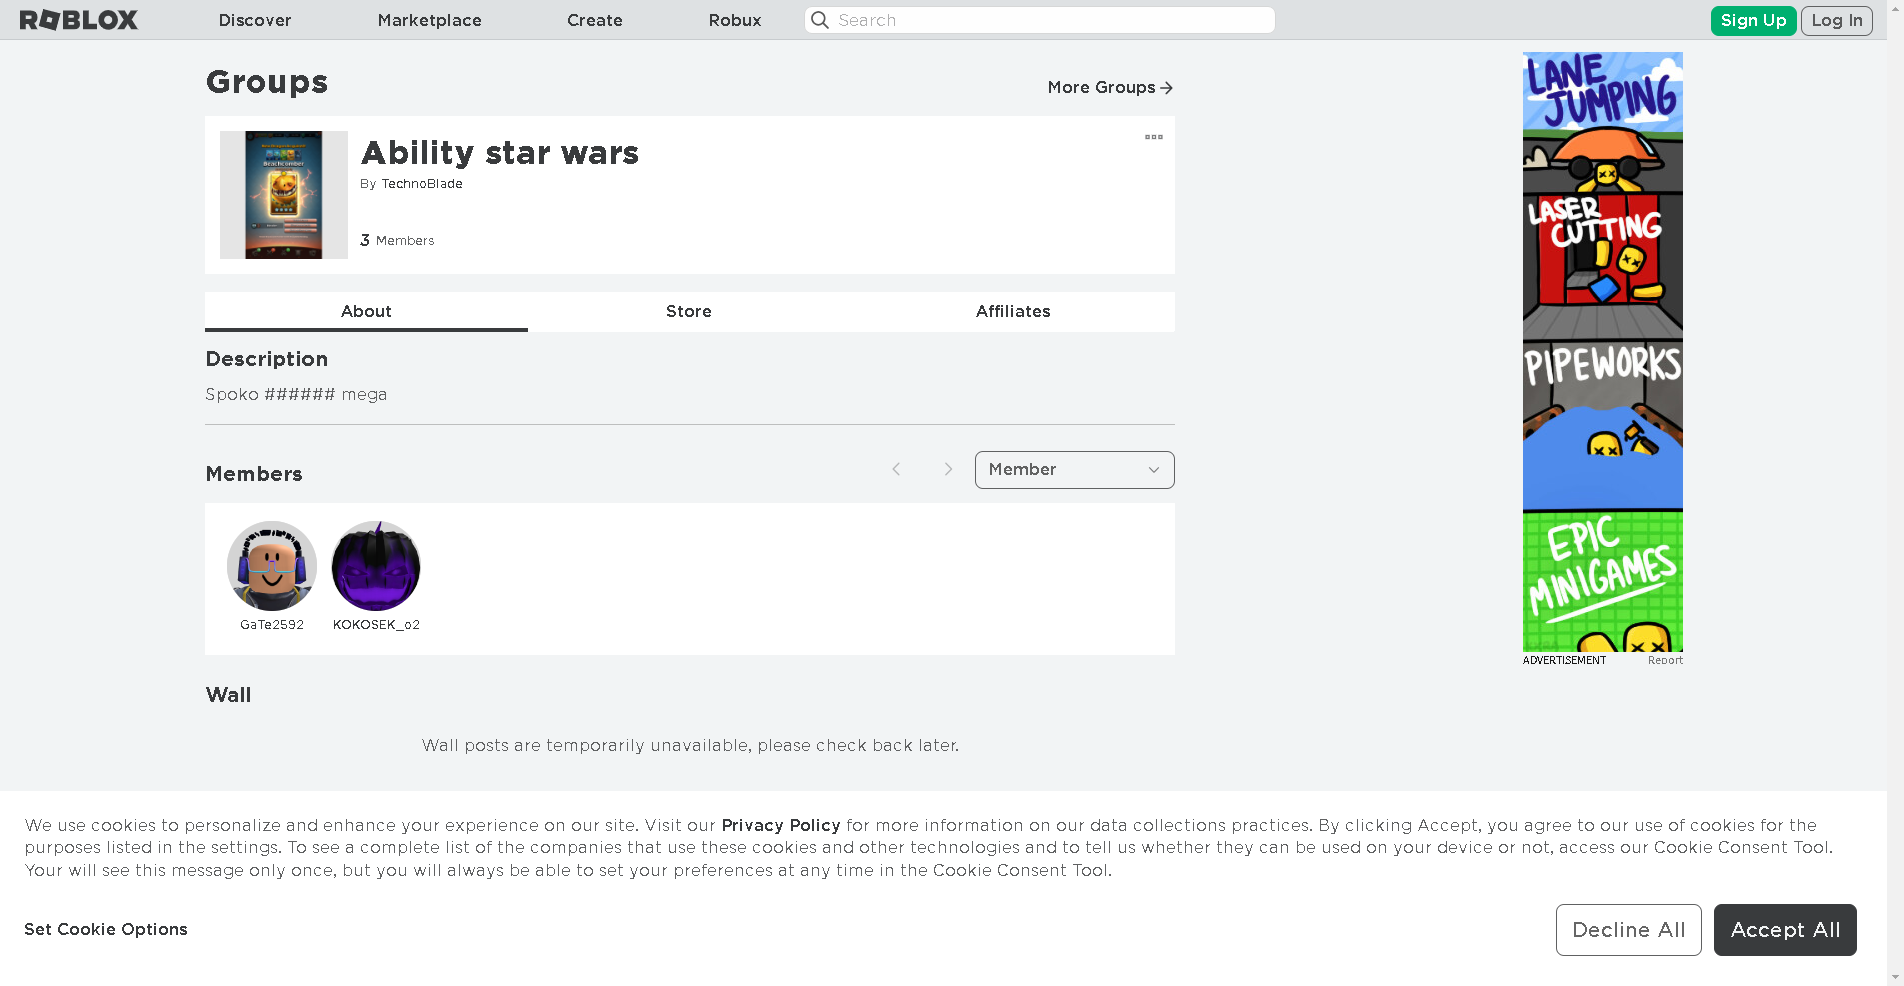 ROBLOX
Discover
Marketplace
Create
Robux
Search
Sign Up
Log In
Groups
More Groups
Ability star wars
By TechnoBlade
3 Members
About
Store
Affiliates
Description
Spoko ###### mega
Members
Member
GaTe2592
KOKOSEK_o2
Wall
Wall posts are temporarily unavailable, please check back later.
LANE
JUMPING
LASER
CUTTING
PIPEWORKS
EPIC
MINIGAMES
ADVERTISEMENT
Report
We use cookies to personalize and enhance your experience on our site. Visit our Privacy Policy for more information on our data collections practices. By clicking Accept, you agree to our use of cookies for the
purposes listed in the settings. To see a complete list of the companies that use these cookies and other technologies and to tell us whether they can be used on your device or not, access our Cookie Consent Tool.
Your will see this message only once, but you will always be able to set your preferences at any time in the Cookie Consent Tool.
Set Cookie Options
Decline All
Accept All